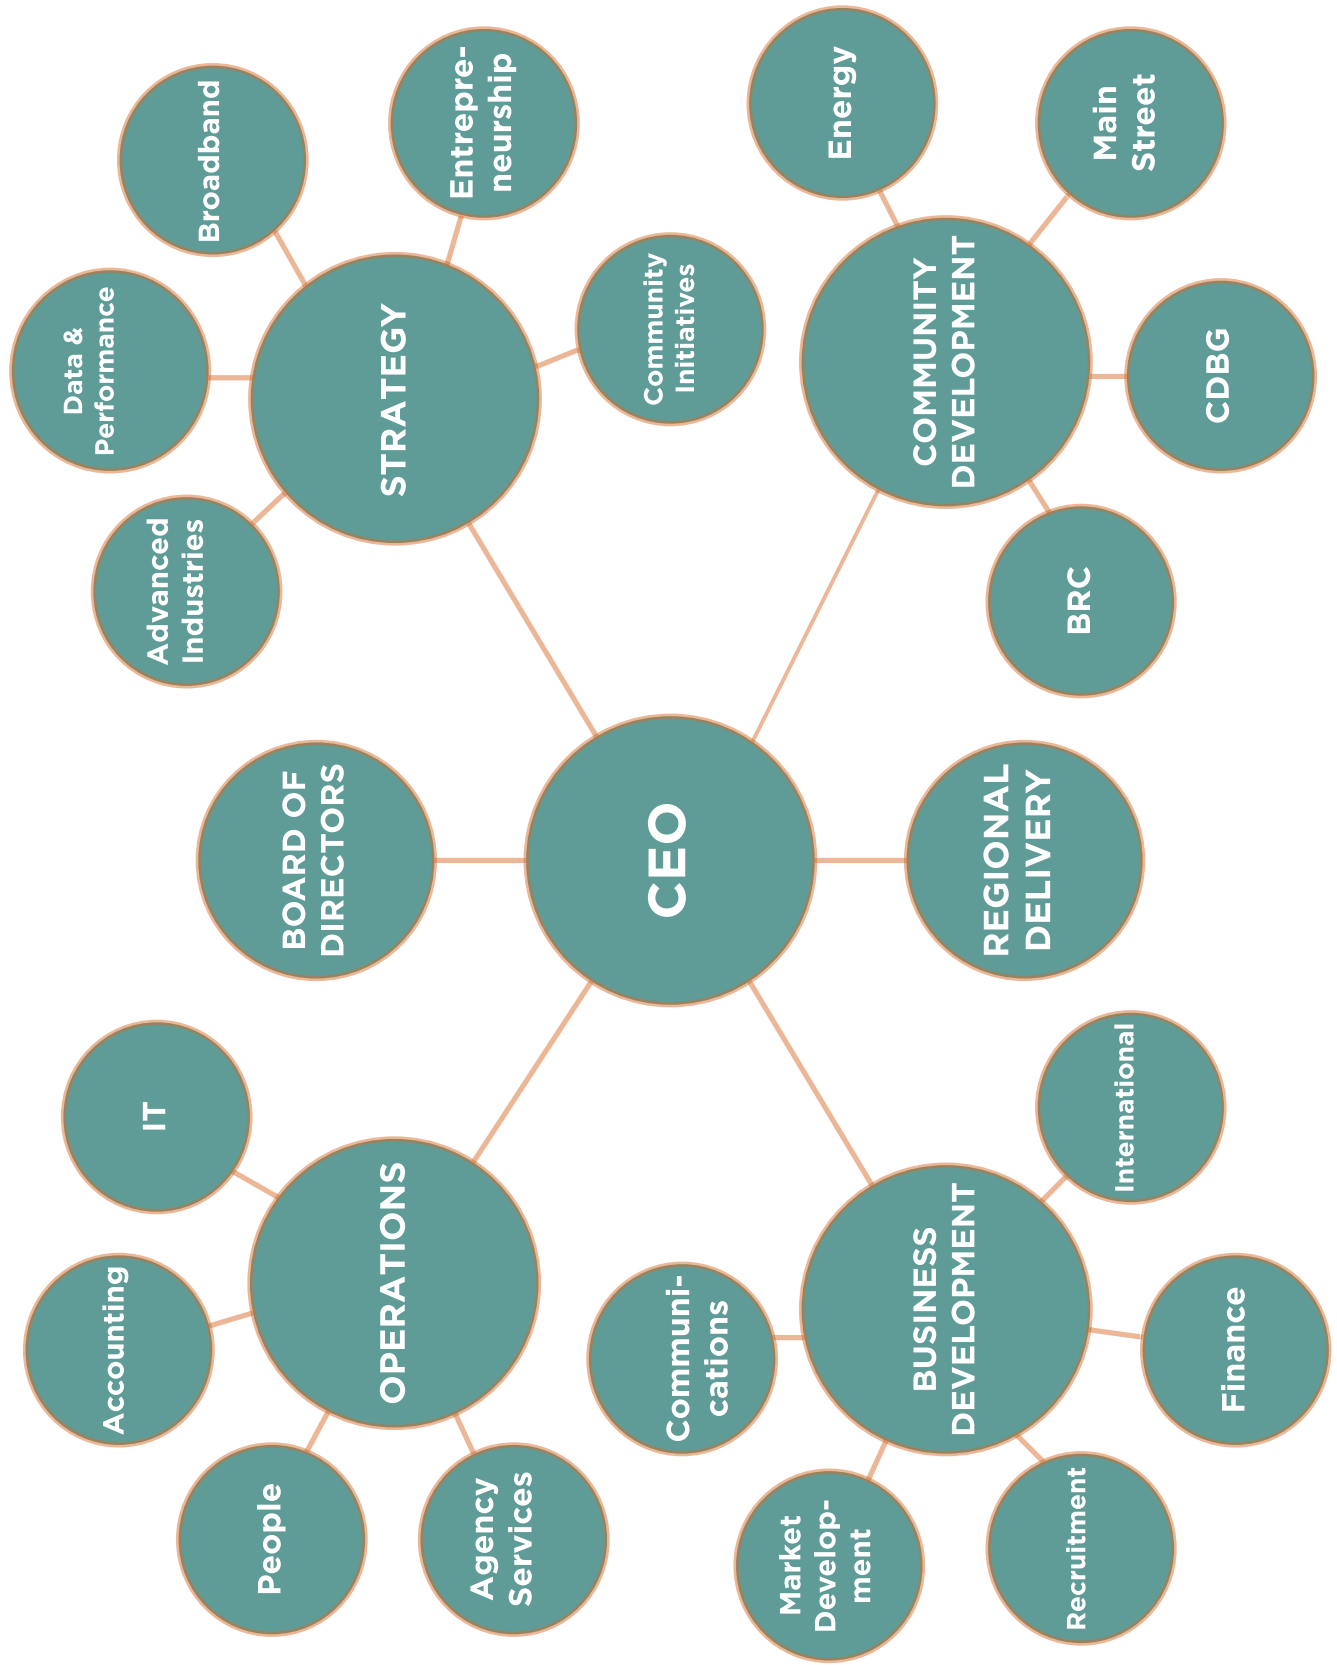 People
Accounting
IT
Agency
Services
OPERATIONS
BOARD OF
DIRECTORS
Advanced
Industries
Data &
Performance
Broadband
Entrepre-
neurship
STRATEGY
Community
Initiatives
CEO
Communi-
cations
Market
Develop-
ment
BUSINESS
DEVELOPMENT
Recruitment
Finance
International
REGIONAL
DELIVERY
Energy
COMMUNITY
DEVELOPMENT
BRC
CDBG
Main
Street